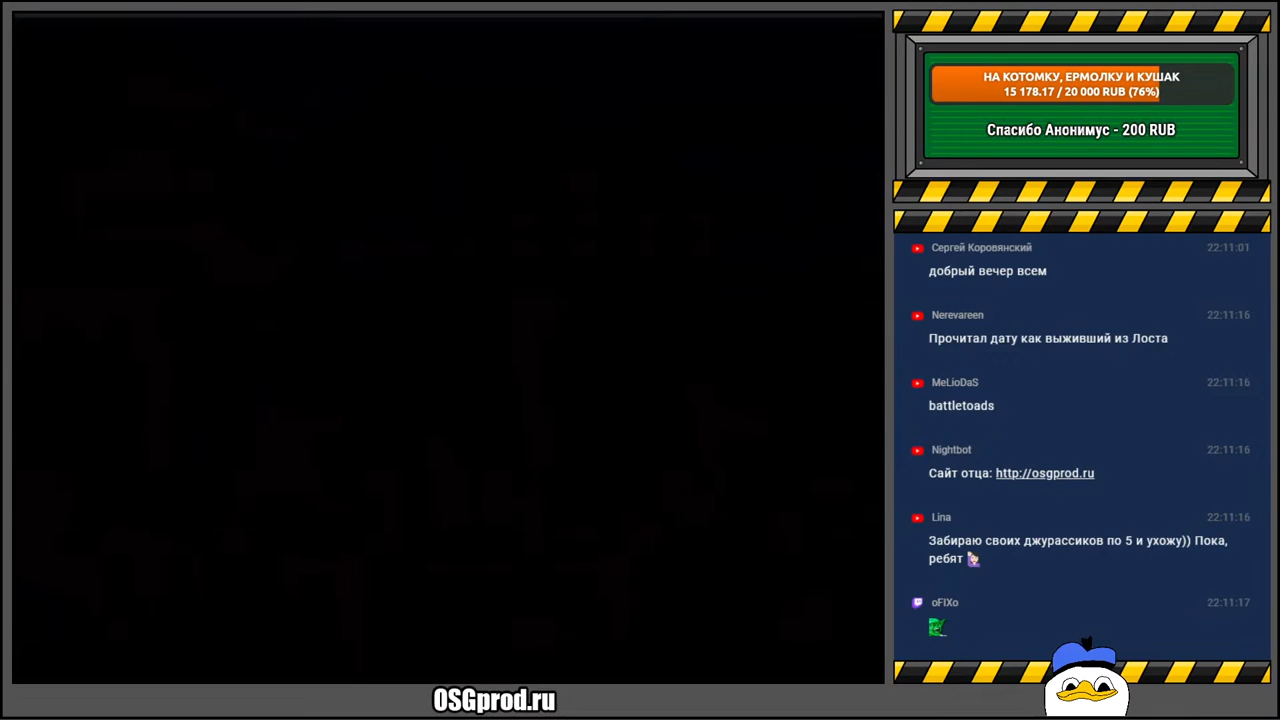 НА КОТОМКУ, ЕРМОЛКУ И КУШАК
15 178.17 / 20 000 RUB (76%)
Спасибо Анонимус - 200 RUB
Сергей Коровянский 22:11:01
добрый вечер всем
Nerevareen 22:11:16
Прочитал дату как выживший из Лоста
MeLioDaS 22:11:16
battletoads
Nightbot 22:11:16
Сайт отца: http://osgprod.ru
Lina 22:11:16
Забираю своих джурассиков по 5 и ухожу)) Пока,
ребят
oFIXo 22:11:17
OSGprod.ru